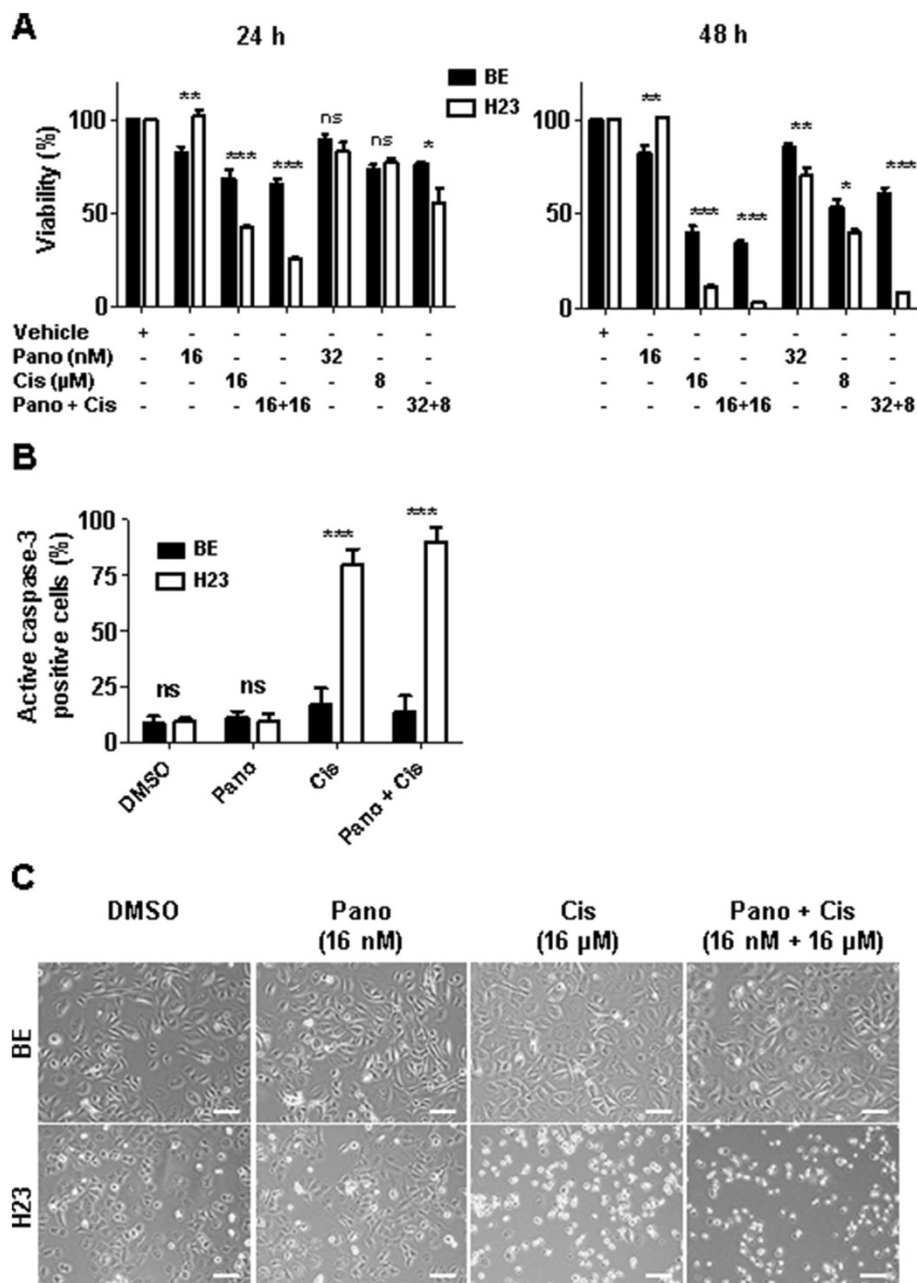 A
24 h
48 h
BE
H23
** *** *** ns ns *
** *** *** ** * ***
Viability (%)
100
50
0
100
50
0
Vehicle + - - - - - - + - - - - - -
Pano (nM) - 16 - - 32 - - - 16 - - 32 - -
Cis (µM) - - 16 - - 8 - - - 16 - - 8 -
Pano + Cis - - - 16+16 - - 32+8 - - - 16+16 - - 32+8
B
Active caspase-3
positive cells (%)
100
75
50
25
0
BE
H23
ns ns *** ***
DMSO Pano Cis Pano + Cis
C
DMSO Pano Cis Pano + Cis
(16 nM) (16 µM) (16 nM + 16 µM)
BE
H23